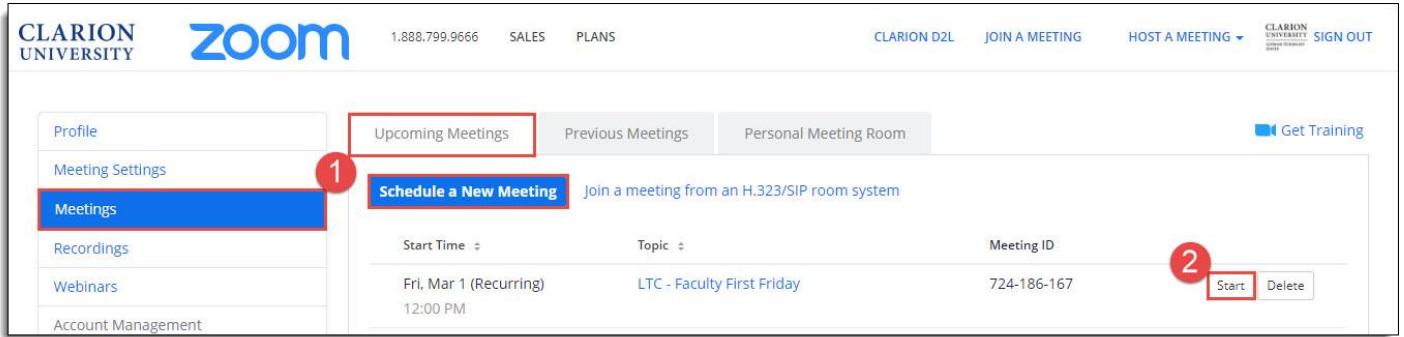 CLARION
UNIVERSITY
zoom
1.888.799.9666 SALES PLANS CLARION D2L JOIN A MEETING HOST A MEETING CLARION UNIVERSITY SIGN OUT
Profile
Meeting Settings
Meetings
Recordings
Webinars
Account Management
Upcoming Meetings Previous Meetings Personal Meeting Room Get Training
1
Schedule a New Meeting Join a meeting from an H.323/SIP room system
Start Time Topic Meeting ID
2
Fri, Mar 1 (Recurring) LTC - Faculty First Friday 724-186-167 Start Delete
12:00 PM